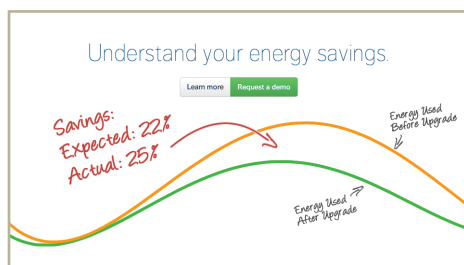 Understand your energy savings.
Learn more
Request a demo
Savings:
Expected: 22%
Actual: 25%
Energy Used
Before Upgrade
Energy Used
After Upgrade